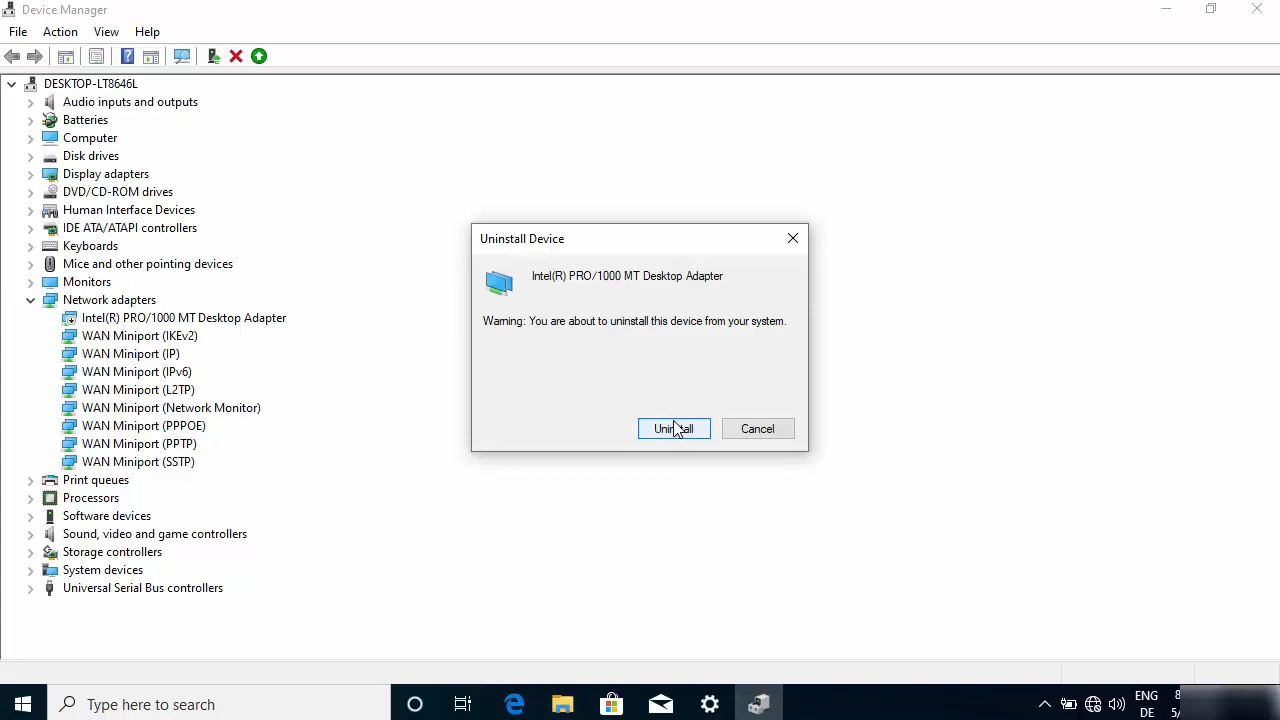 Device Manager
File Action View Help
DESKTOP-LT8646L
Audio inputs and outputs
Batteries
Computer
Disk drives
Display adapters
DVD/CD-ROM drives
Human Interface Devices
IDE ATA/ATAPI controllers
Keyboards
Mice and other pointing devices
Monitors
Network adapters
Intel(R) PRO/1000 MT Desktop Adapter
WAN Miniport (IKEv2)
WAN Miniport (IP)
WAN Miniport (IPv6)
WAN Miniport (L2TP)
WAN Miniport (Network Monitor)
WAN Miniport (PPPOE)
WAN Miniport (PPTP)
WAN Miniport (SSTP)
Print queues
Processors
Software devices
Sound, video and game controllers
Storage controllers
System devices
Universal Serial Bus controllers
Uninstall Device
Intel(R) PRO/1000 MT Desktop Adapter
Warning: You are about to uninstall this device from your system.
Uninstall Cancel
Type here to search
ENG
DE